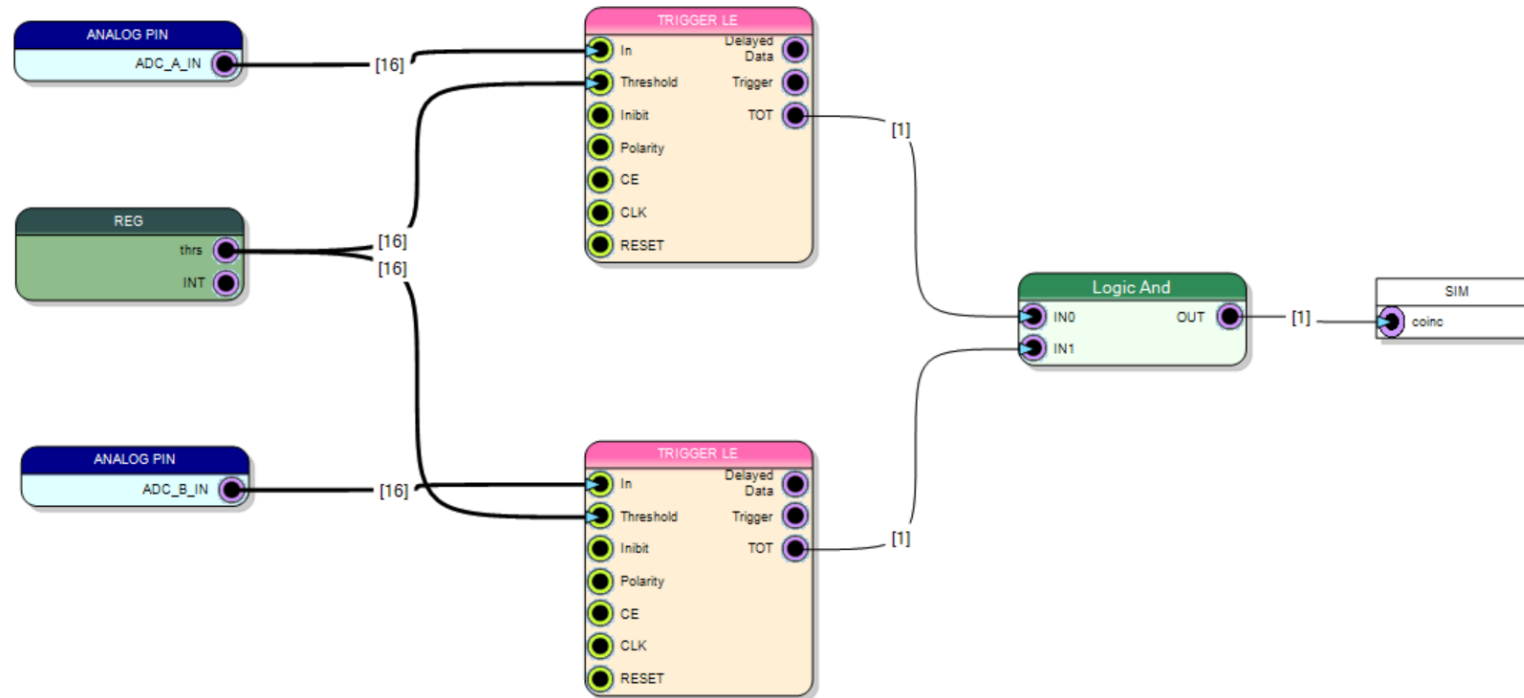 ANALOG PIN
ADC_A_IN
[16]
TRIGGER LE
In
Delayed
Data
Threshold
Trigger
Inibit
TOT
Polarity
CE
CLK
RESET
[1]
REG
thrs
INT
[16]
[16]
Logic And
IN0
OUT
IN1
[1]
SIM
coinc
ANALOG PIN
ADC_B_IN
[16]
TRIGGER LE
In
Delayed
Data
Threshold
Trigger
Inibit
TOT
Polarity
CE
CLK
RESET
[1]